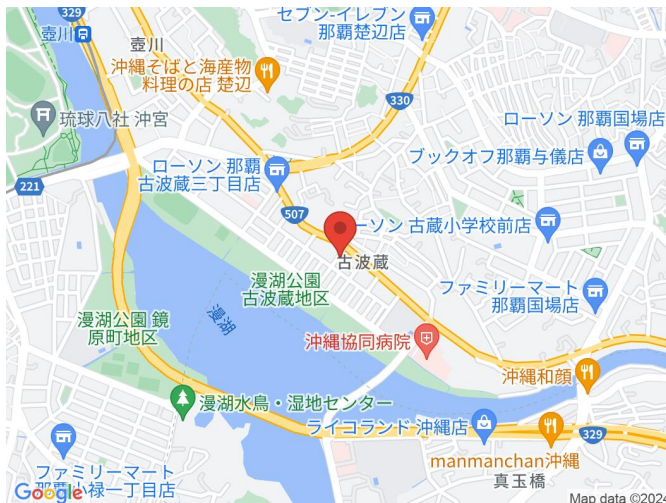 329
壺川
壺川
セブン-イレブン
那覇楚辺店
沖縄そばと海産物
料理の店 楚辺
琉球八社 沖宮
330
ローソン 那覇国場店
ブックオフ那覇与儀店
221
ローソン 那覇
古波蔵三丁目店
507
ローソン 古蔵小学校前店
古波蔵
漫湖公園
古波蔵地区
漫湖
漫湖公園 鏡
原町地区
ファミリーマート
那覇国場店
沖縄協同病院
沖縄和顔
漫湖水鳥・湿地センター
ライコランド 沖縄店
329
manmanchan沖縄
真玉橋
ファミリーマート
那覇小禄一丁目店
Google
Map data ©2024